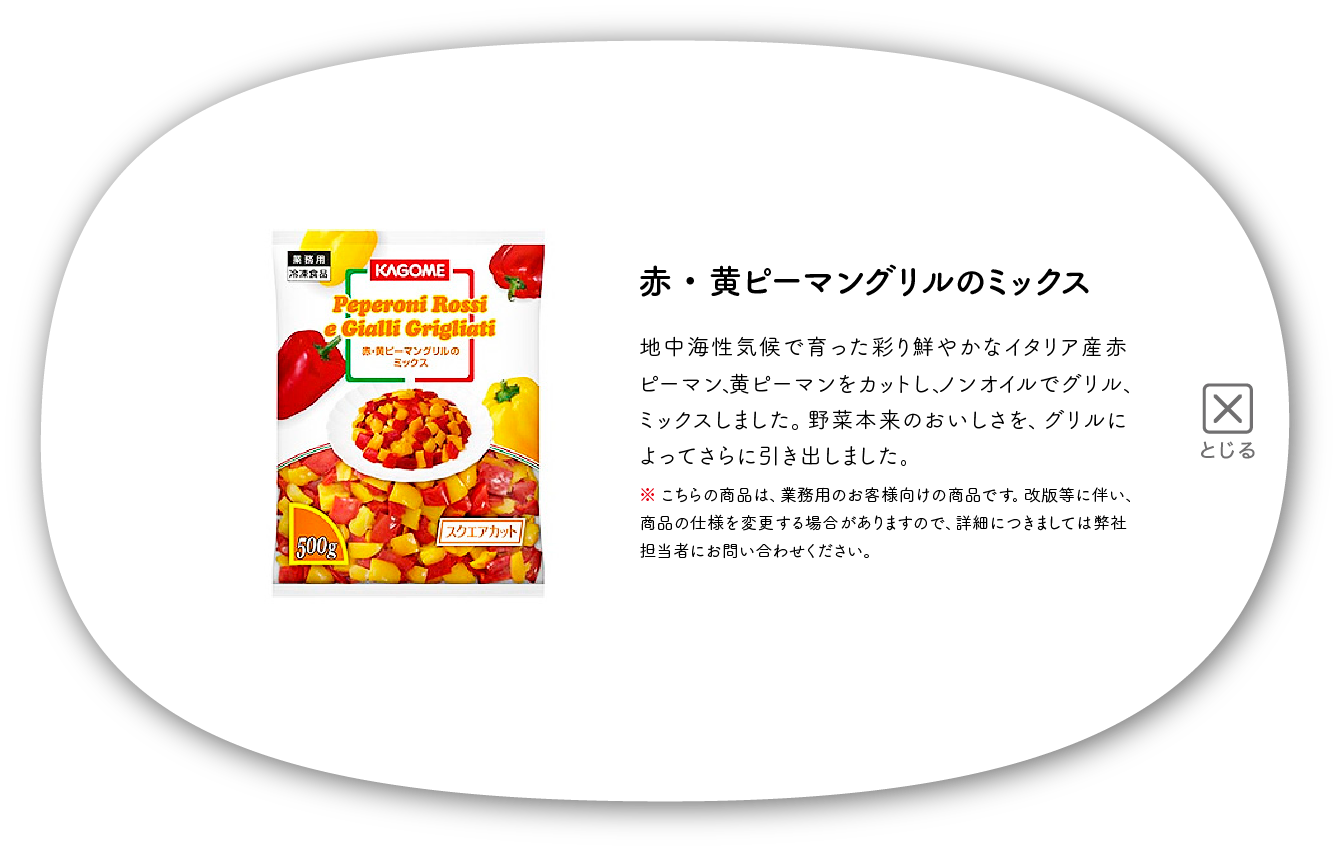 業務用
冷凍食品
KAGOME
Peperoni Rossi
e Gialli Grigliati
赤・黄ピーマングリルの
ミックス
スクエアカット
500g
赤・黄ピーマングリルのミックス
地中海性気候で育った彩り鮮やかなイタリア産赤
ピーマン、黄ピーマンをカットし、ノンオイルでグリル、
ミックスしました。野菜本来のおいしさを、グリルに
よってさらに引き出しました。
※ こちらの商品は、業務用のお客様向けの商品です。改版等に伴い、
商品の仕様を変更する場合がありますので、詳細につきましては弊社
担当者にお問い合わせください。
とじる